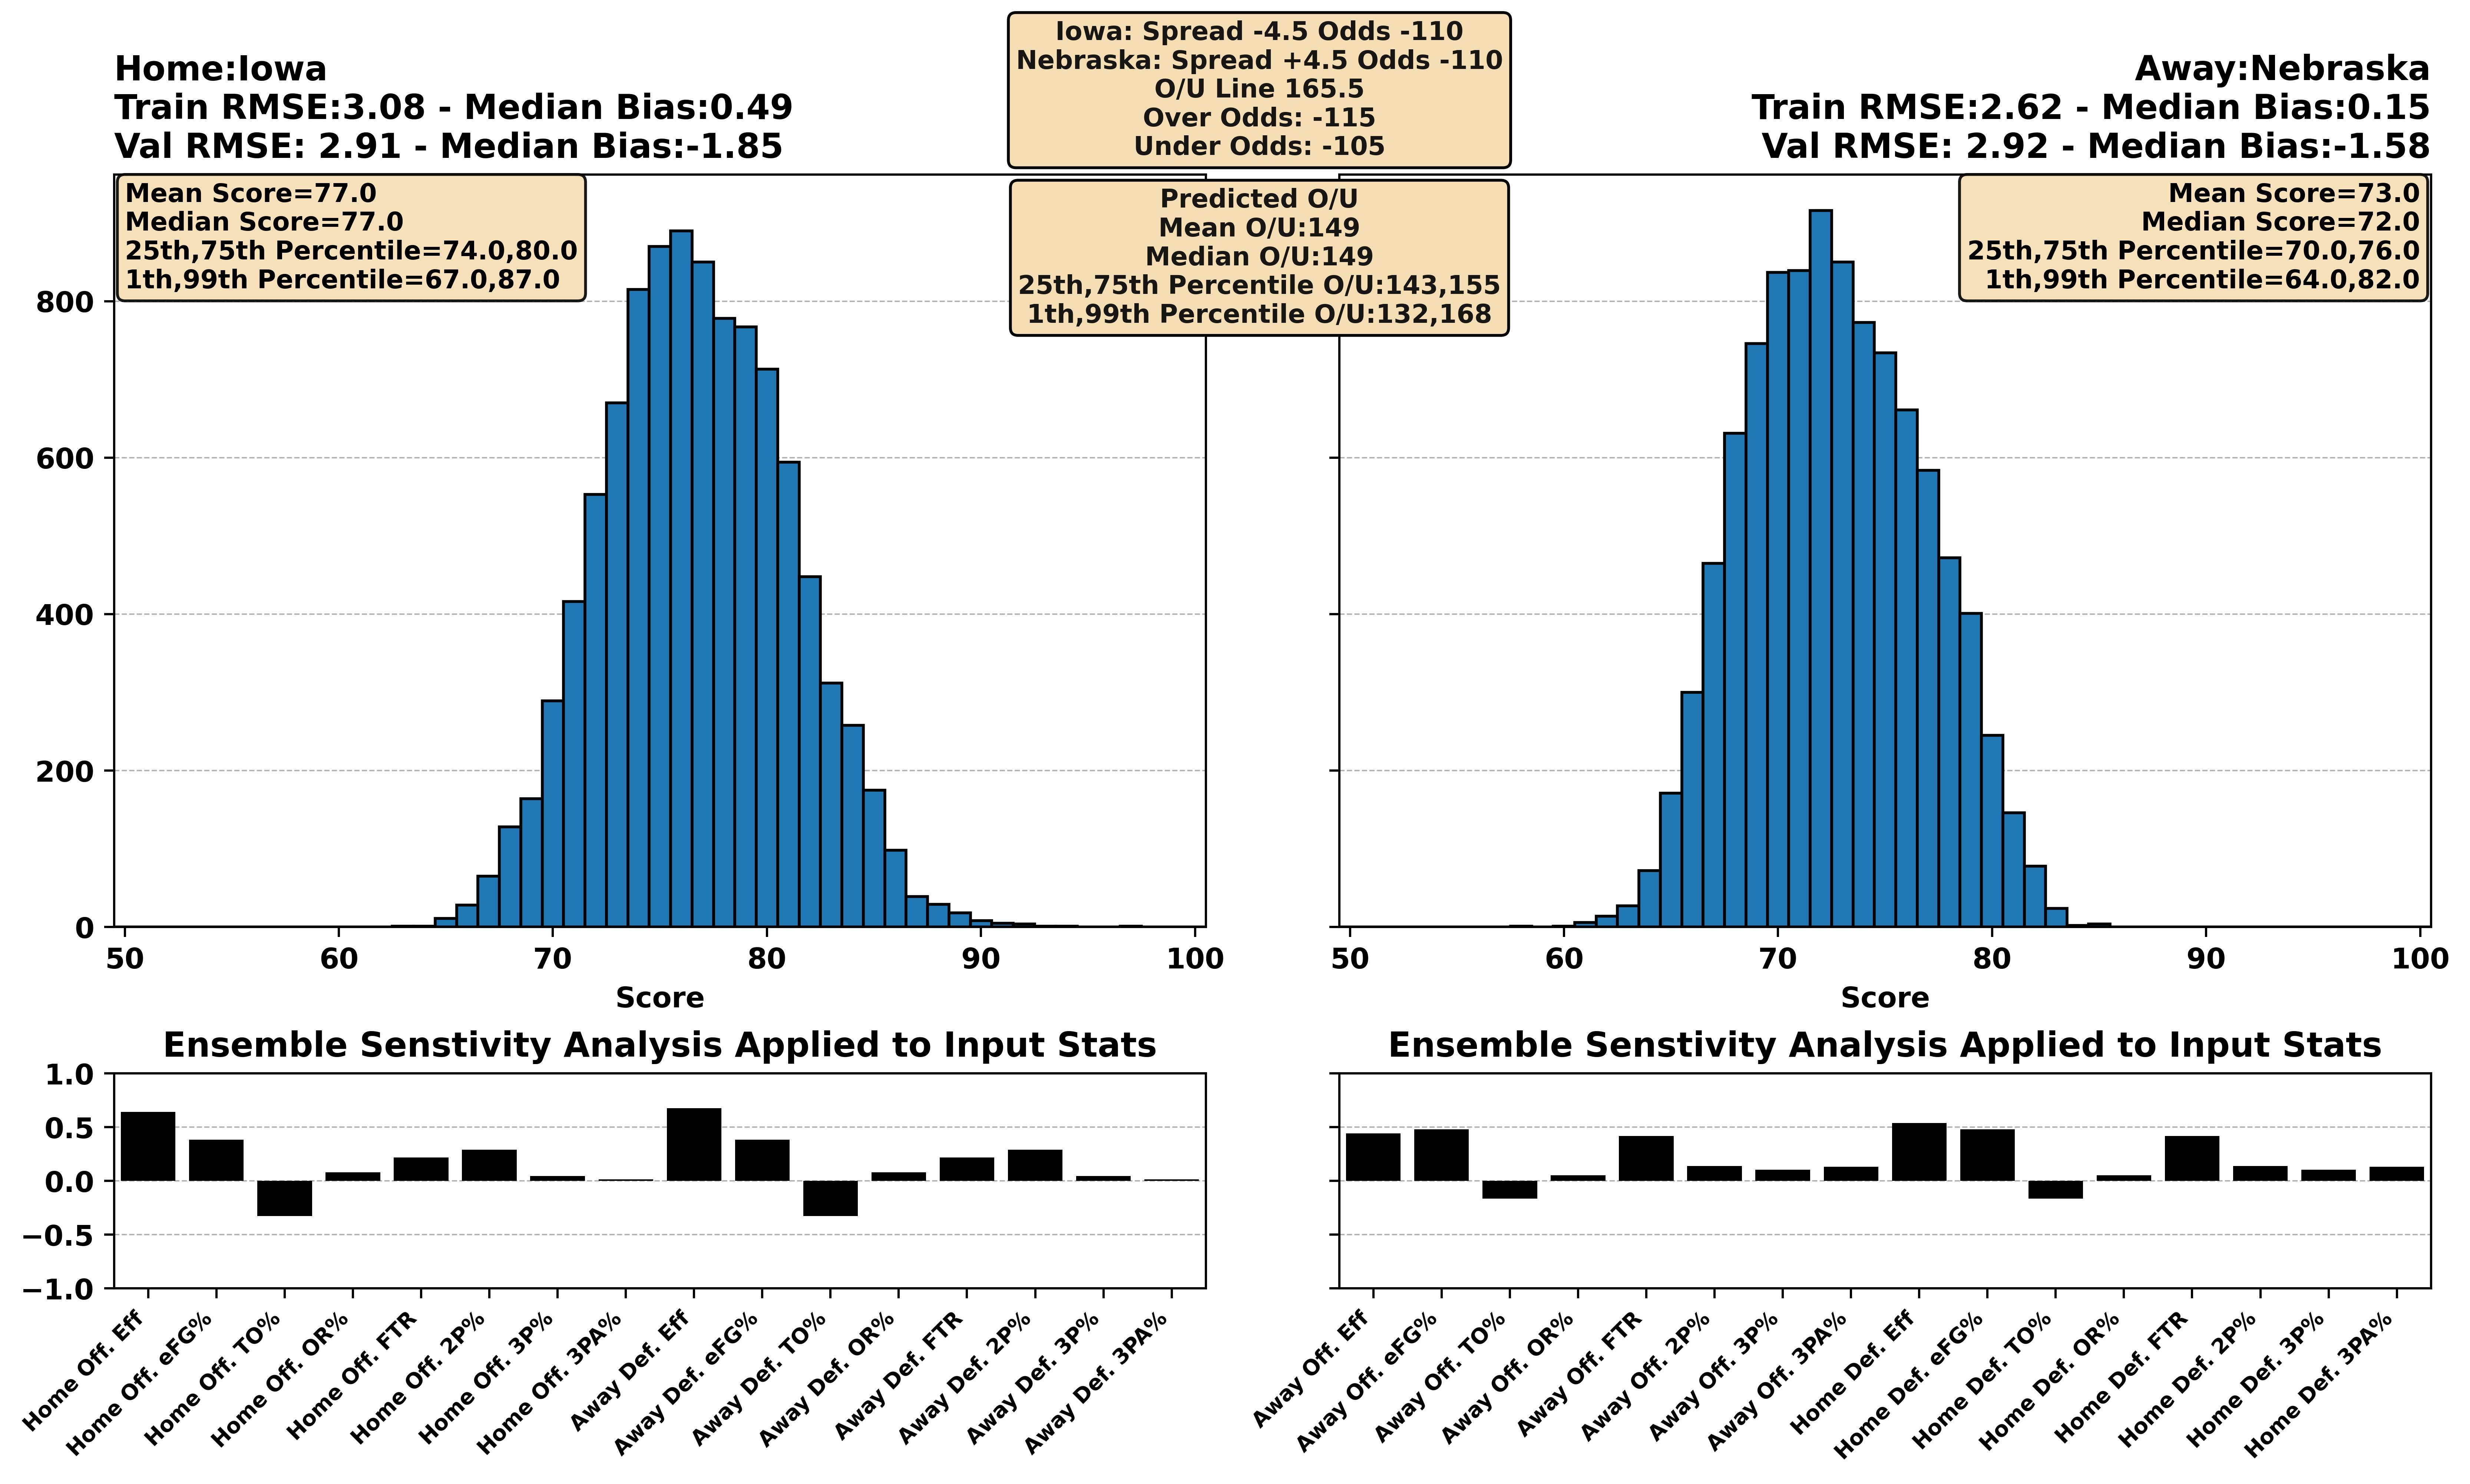 Iowa: Spread -4.5 Odds -110
Nebraska: Spread +4.5 Odds -110
O/U Line 165.5
Over Odds: -115
Under Odds: -105
Home:Iowa
Train RMSE:3.08 - Median Bias:0.49
Val RMSE: 2.91 - Median Bias:-1.85
Away:Nebraska
Train RMSE:2.62 - Median Bias:0.15
Val RMSE: 2.92 - Median Bias:-1.58
Mean Score=77.0
Median Score=77.0
25th,75th Percentile=74.0,80.0
1th,99th Percentile=67.0,87.0
Predicted O/U
Mean O/U:149
Median O/U:149
25th,75th Percentile O/U:143,155
1th,99th Percentile O/U:132,168
Mean Score=73.0
Median Score=72.0
25th,75th Percentile=70.0,76.0
1th,99th Percentile=64.0,82.0
800
600
400
200
0
50 60 70 80 90 100
Score
50 60 70 80 90 100
Score
Ensemble Senstivity Analysis Applied to Input Stats
Ensemble Senstivity Analysis Applied to Input Stats
1.0
0.5
0.0
−0.5
−1.0
Home Off. Eff
Home Off. eFG%
Home Off. TO%
Home Off. OR%
Home Off. FTR
Home Off. 2P%
Home Off. 3P%
Home Off. 3PA%
Away Def. Eff
Away Def. eFG%
Away Def. TO%
Away Def. OR%
Away Def. FTR
Away Def. 2P%
Away Def. 3P%
Away Def. 3PA%
Away Off. Eff
Away Off. eFG%
Away Off. TO%
Away Off. OR%
Away Off. FTR
Away Off. 2P%
Away Off. 3P%
Away Off. 3PA%
Home Def. Eff
Home Def. eFG%
Home Def. TO%
Home Def. OR%
Home Def. FTR
Home Def. 2P%
Home Def. 3P%
Home Def. 3PA%